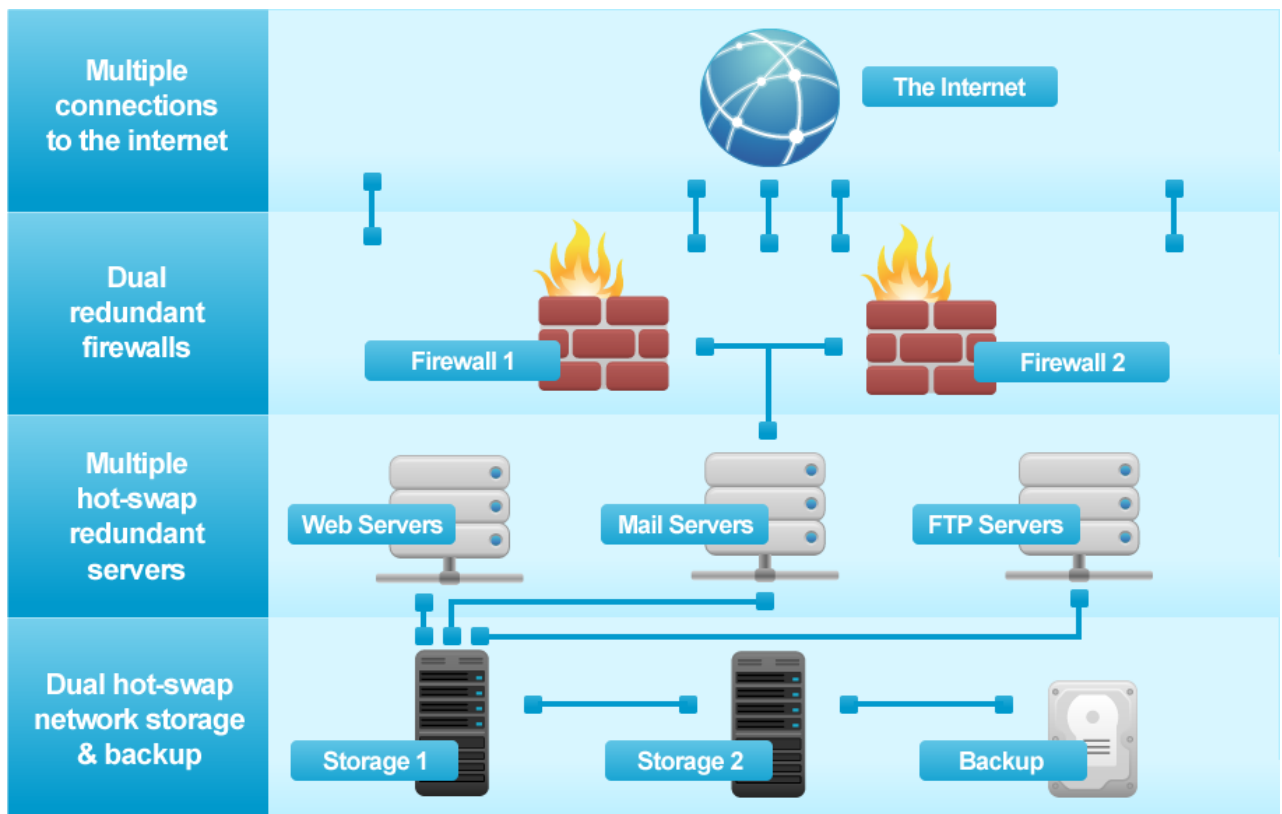 Multiple
connections
to the internet
The Internet
Dual
redundant
firewalls
Firewall 1
Firewall 2
Multiple
hot-swap
redundant
servers
Web Servers
Mail Servers
FTP Servers
Dual hot-swap
network storage
& backup
Storage 1
Storage 2
Backup